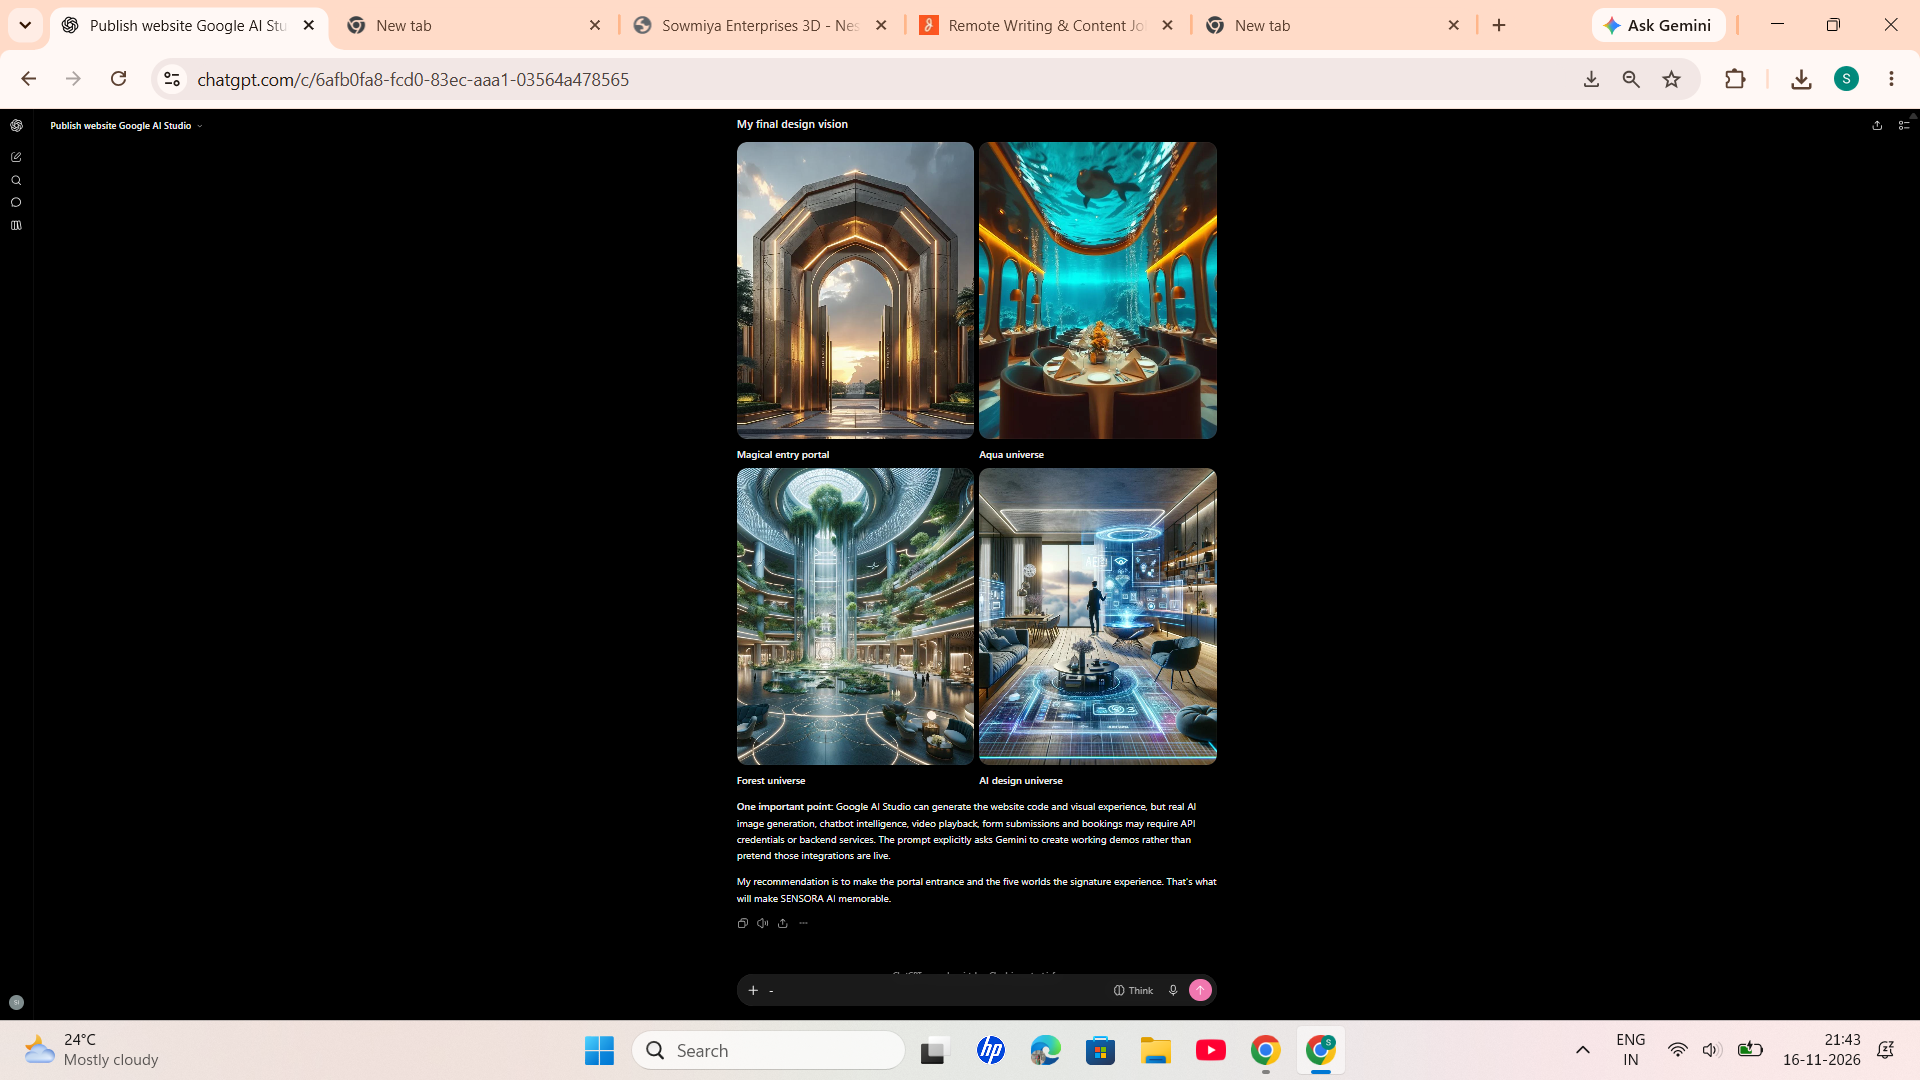 Publish website Google AI Stu
New tab
Sowmiya Enterprises 3D - Nes
Remote Writing & Content Jo
New tab
Ask Gemini
chatgpt.com/c/6afb0fa8-fcd0-83ec-aaa1-03564a478565
S
Publish website Google AI Studio
My final design vision
Magical entry portal
Aqua universe
Forest universe
AI design universe
One important point: Google AI Studio can generate the website code and visual experience, but real AI
image generation, chatbot intelligence, video playback, form submissions and bookings may require API
credentials or backend services. The prompt explicitly asks Gemini to create working demos rather than
pretend those integrations are live.
My recommendation is to make the portal entrance and the five worlds the signature experience. That's what
will make SENSORA AI memorable.
-
Think
24°C
Mostly cloudy
Search
hp
S
ENG
IN
21:43
16-11-2026